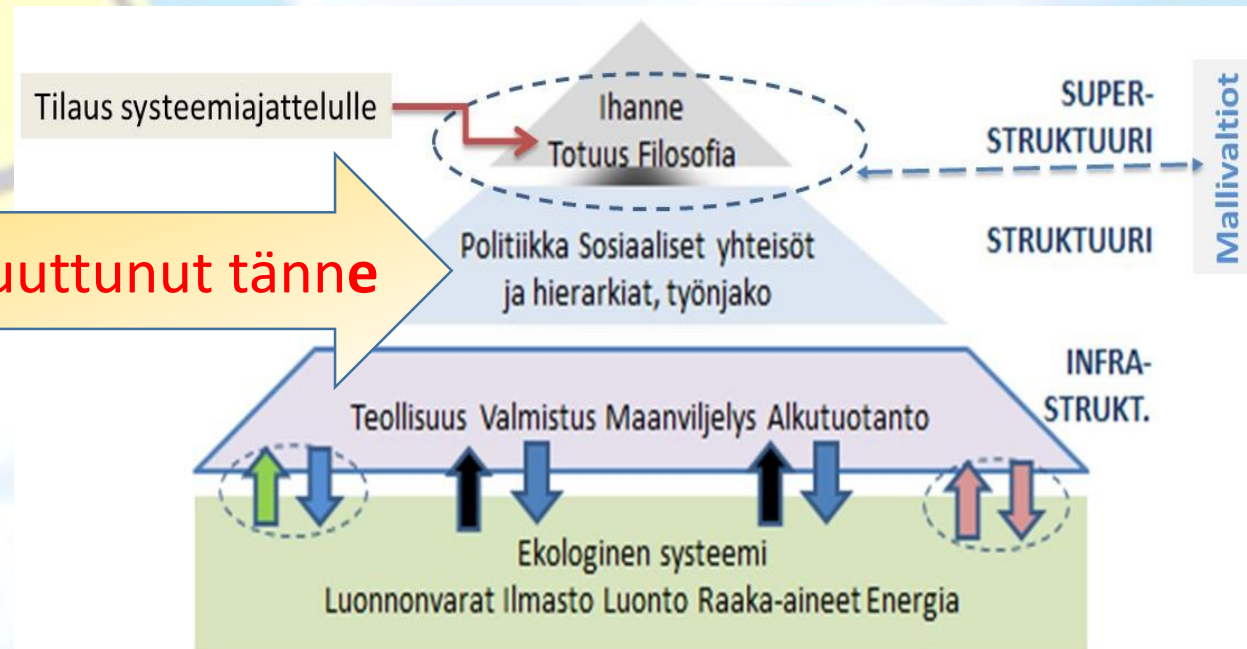 Tilaus systeemiajattelulle
Ihanne
Totuus Filosofia
SUPER-
STRUKTUURI
Mallivaltiot
uuttunut tänne
Politiikka Sosiaaliset yhteisöt
ja hierarkiat, työnjako
STRUKTUURI
INFRA-
STRUKT.
Teollisuus Valmistus Maanviljelys Alkutuotanto
Ekologinen systeemi
Luonnonvarat Ilmasto Luonto Raaka-aineet Energia